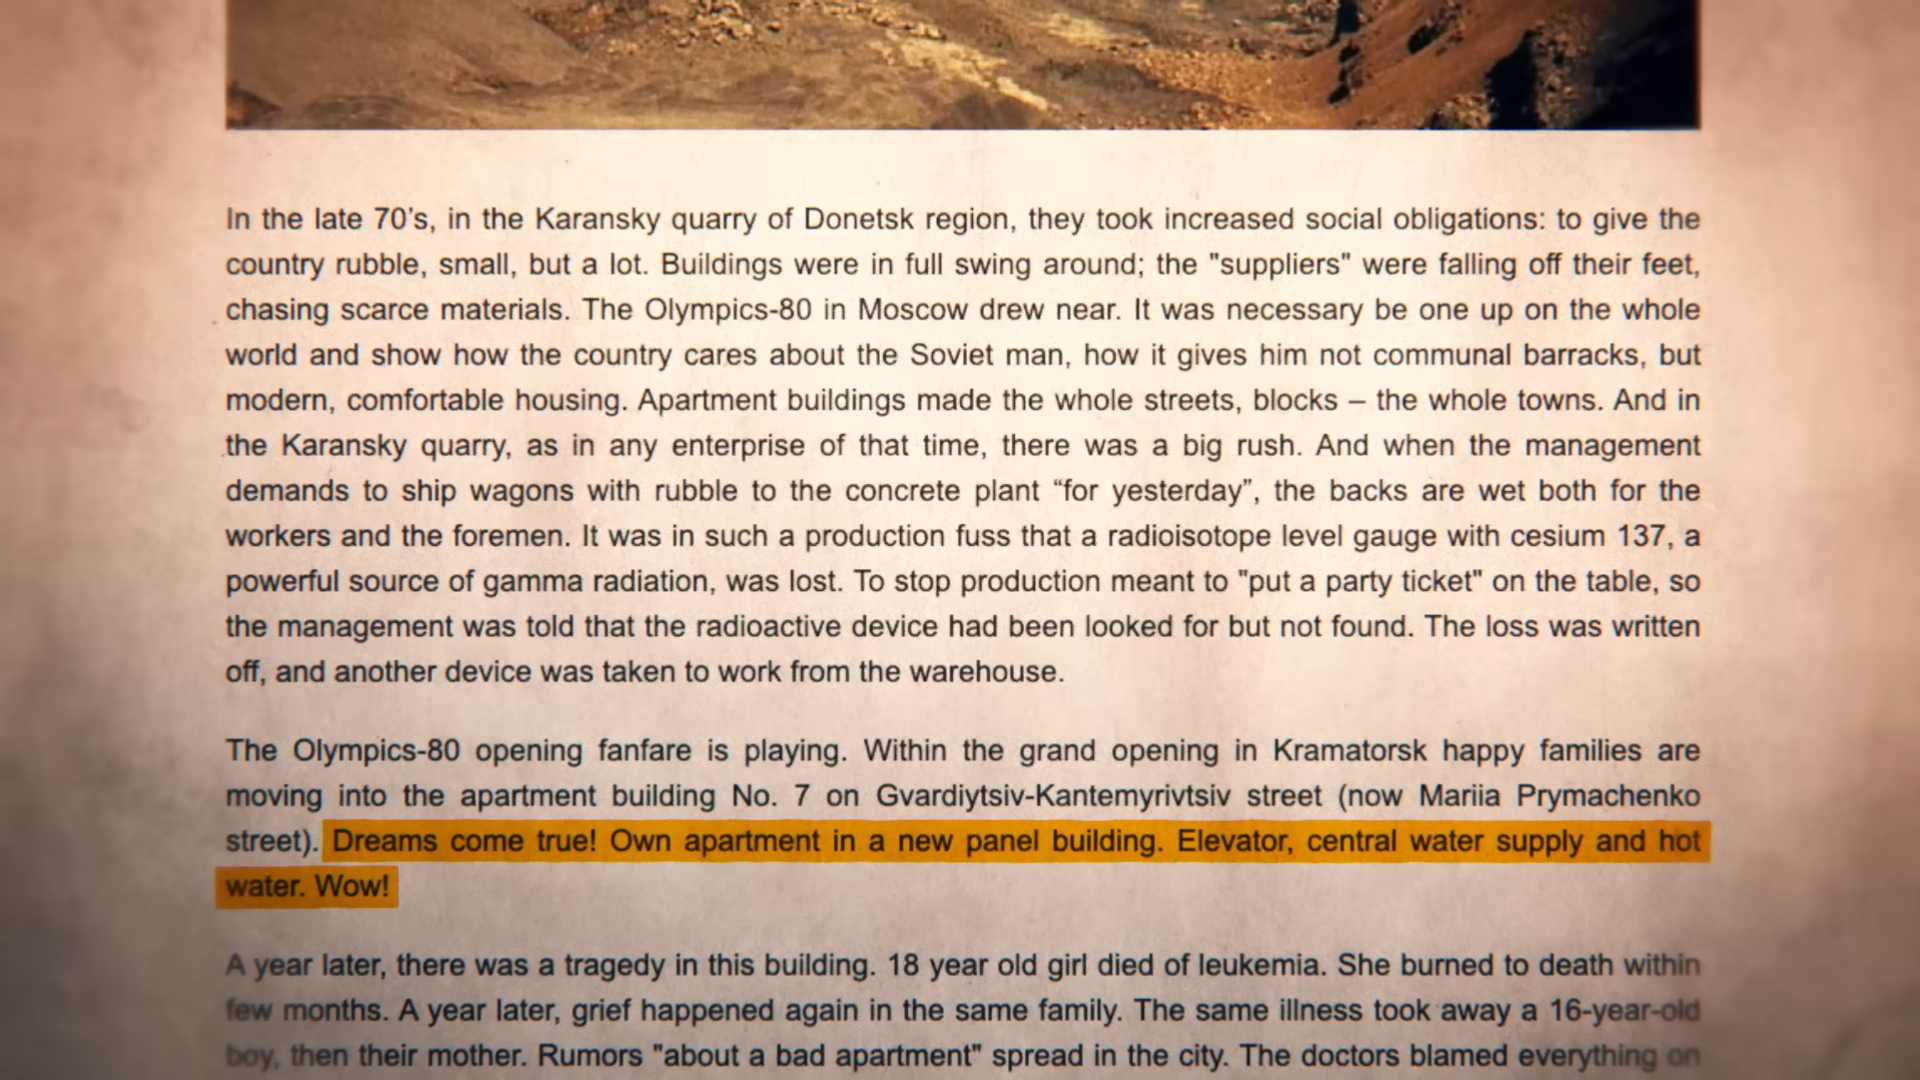 In the late 70's, in the Karansky quarry of Donetsk region, they took increased social obligations: to give the
country rubble, small, but a lot. Buildings were in full swing around; the "suppliers" were falling off their feet,
chasing scarce materials. The Olympics-80 in Moscow drew near. It was necessary be one up on the whole
world and show how the country cares about the Soviet man, how it gives him not communal barracks, but
modern, comfortable housing. Apartment buildings made the whole streets, blocks – the whole towns. And in
the Karansky quarry, as in any enterprise of that time, there was a big rush. And when the management
demands to ship wagons with rubble to the concrete plant “for yesterday”, the backs are wet both for the
workers and the foremen. It was in such a production fuss that a radioisotope level gauge with cesium 137, a
powerful source of gamma radiation, was lost. To stop production meant to "put a party ticket" on the table, so
the management was told that the radioactive device had been looked for but not found. The loss was written
off, and another device was taken to work from the warehouse.
The Olympics-80 opening fanfare is playing. Within the grand opening in Kramatorsk happy families are
moving into the apartment building No. 7 on Gvardiytsiv-Kantemyrivtsiv street (now Mariia Prymachenko
street). Dreams come true! Own apartment in a new panel building. Elevator, central water supply and hot
water. Wow!
A year later, there was a tragedy in this building. 18 year old girl died of leukemia. She burned to death within
few months. A year later, grief happened again in the same family. The same illness took away a 16-year-old
boy, then their mother. Rumors "about a bad apartment" spread in the city. The doctors blamed everything on